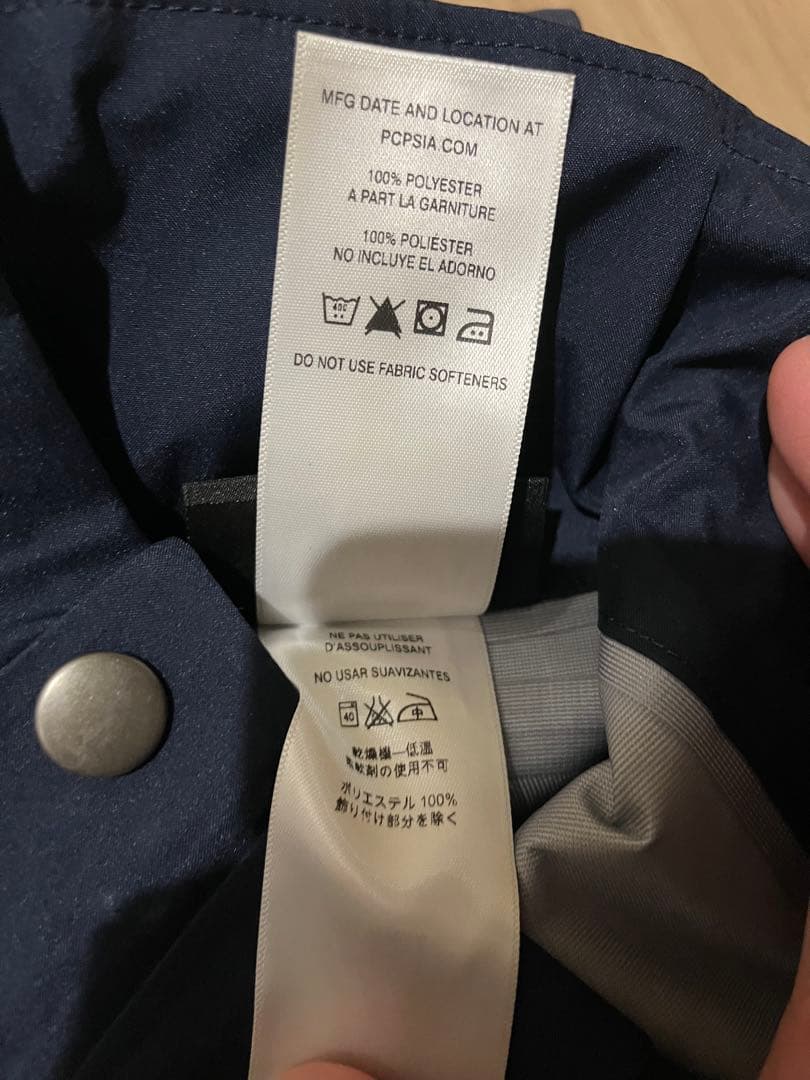 MFG DATE AND LOCATION AT
PCPSIA.COM
100% POLYESTER
A PART LA GARNITURE
100% POLIÉSTER
NO INCLUYE EL ADORNO
40C
DO NOT USE FABRIC SOFTENERS
NE PAS UTILISER
D'ASSOUPLISSANT
NO USAR SUAVIZANTES
40
中
乾燥機―低温
柔軟剤の使用不可
ポリエステル 100%
飾り付け部分を除く